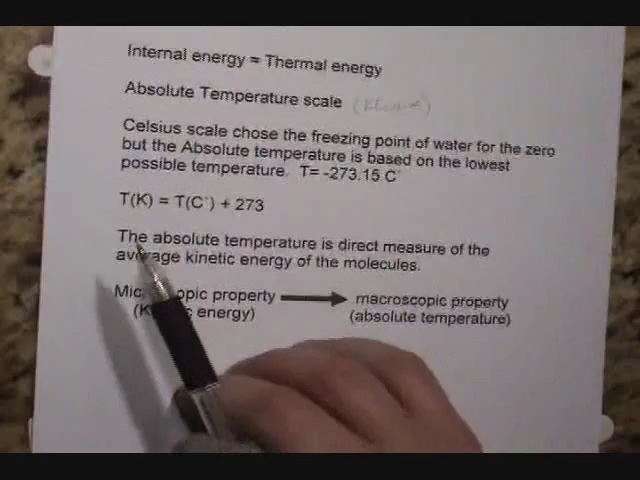 Internal energy = Thermal energy
Absolute Temperature scale
Celsius scale chose the freezing point of water for the zero
but the Absolute temperature is based on the lowest
possible temperature. T= -273.15 C°
T(K) = T(C°) + 273
The absolute temperature is direct measure of the
average kinetic energy of the molecules.
property macroscopic property
energy) (absolute temperature)